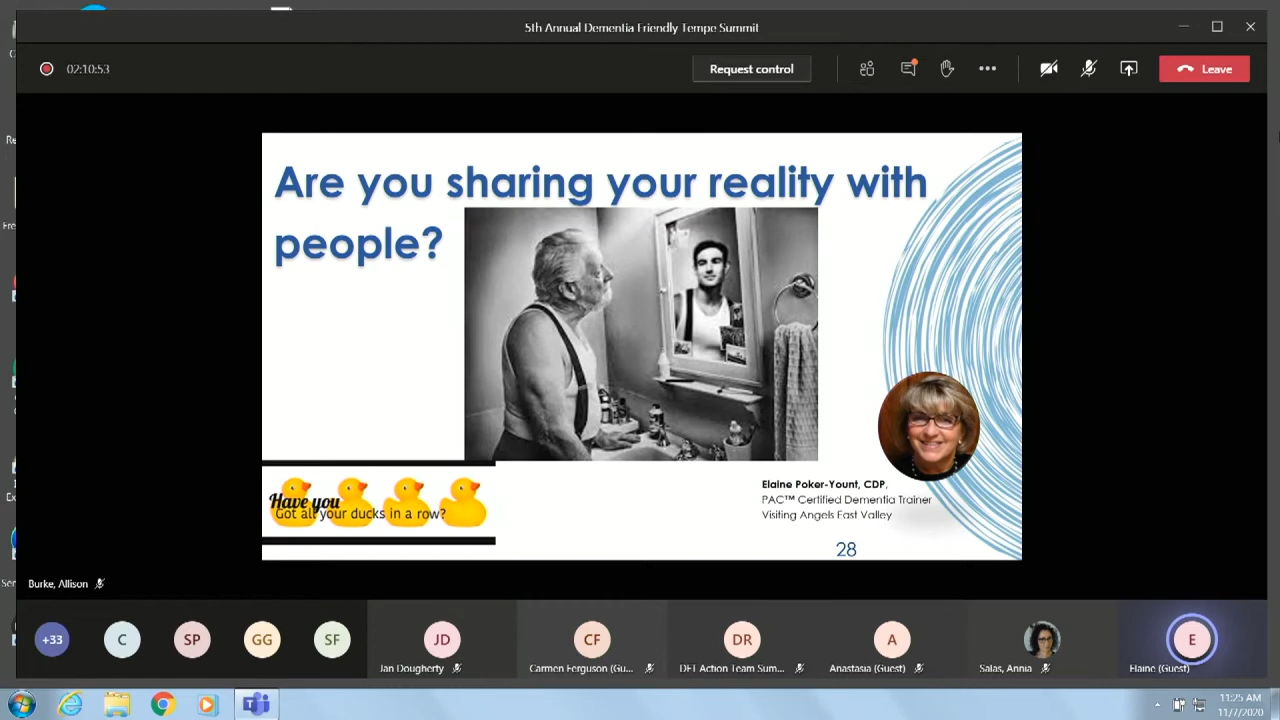 5th Annual Dementia Friendly Tempe Summit
02:10:53
Request control
Leave
Are you sharing your reality with
people?
Have you
Got all your ducks in a row?
Elaine Poker-Yount, CDP,
PAC™ Certified Dementia Trainer
Visiting Angels East Valley
28
Burke, Allison
+33
C
SP
GG
SF
JD
CF
DR
A
E
Jan Dougherty
Carmen Ferguson (Gu...
DFT Action Team Sum...
Anastasia (Guest)
Salas, Annia
Elaine (Guest)
11:25 AM
11/7/2020